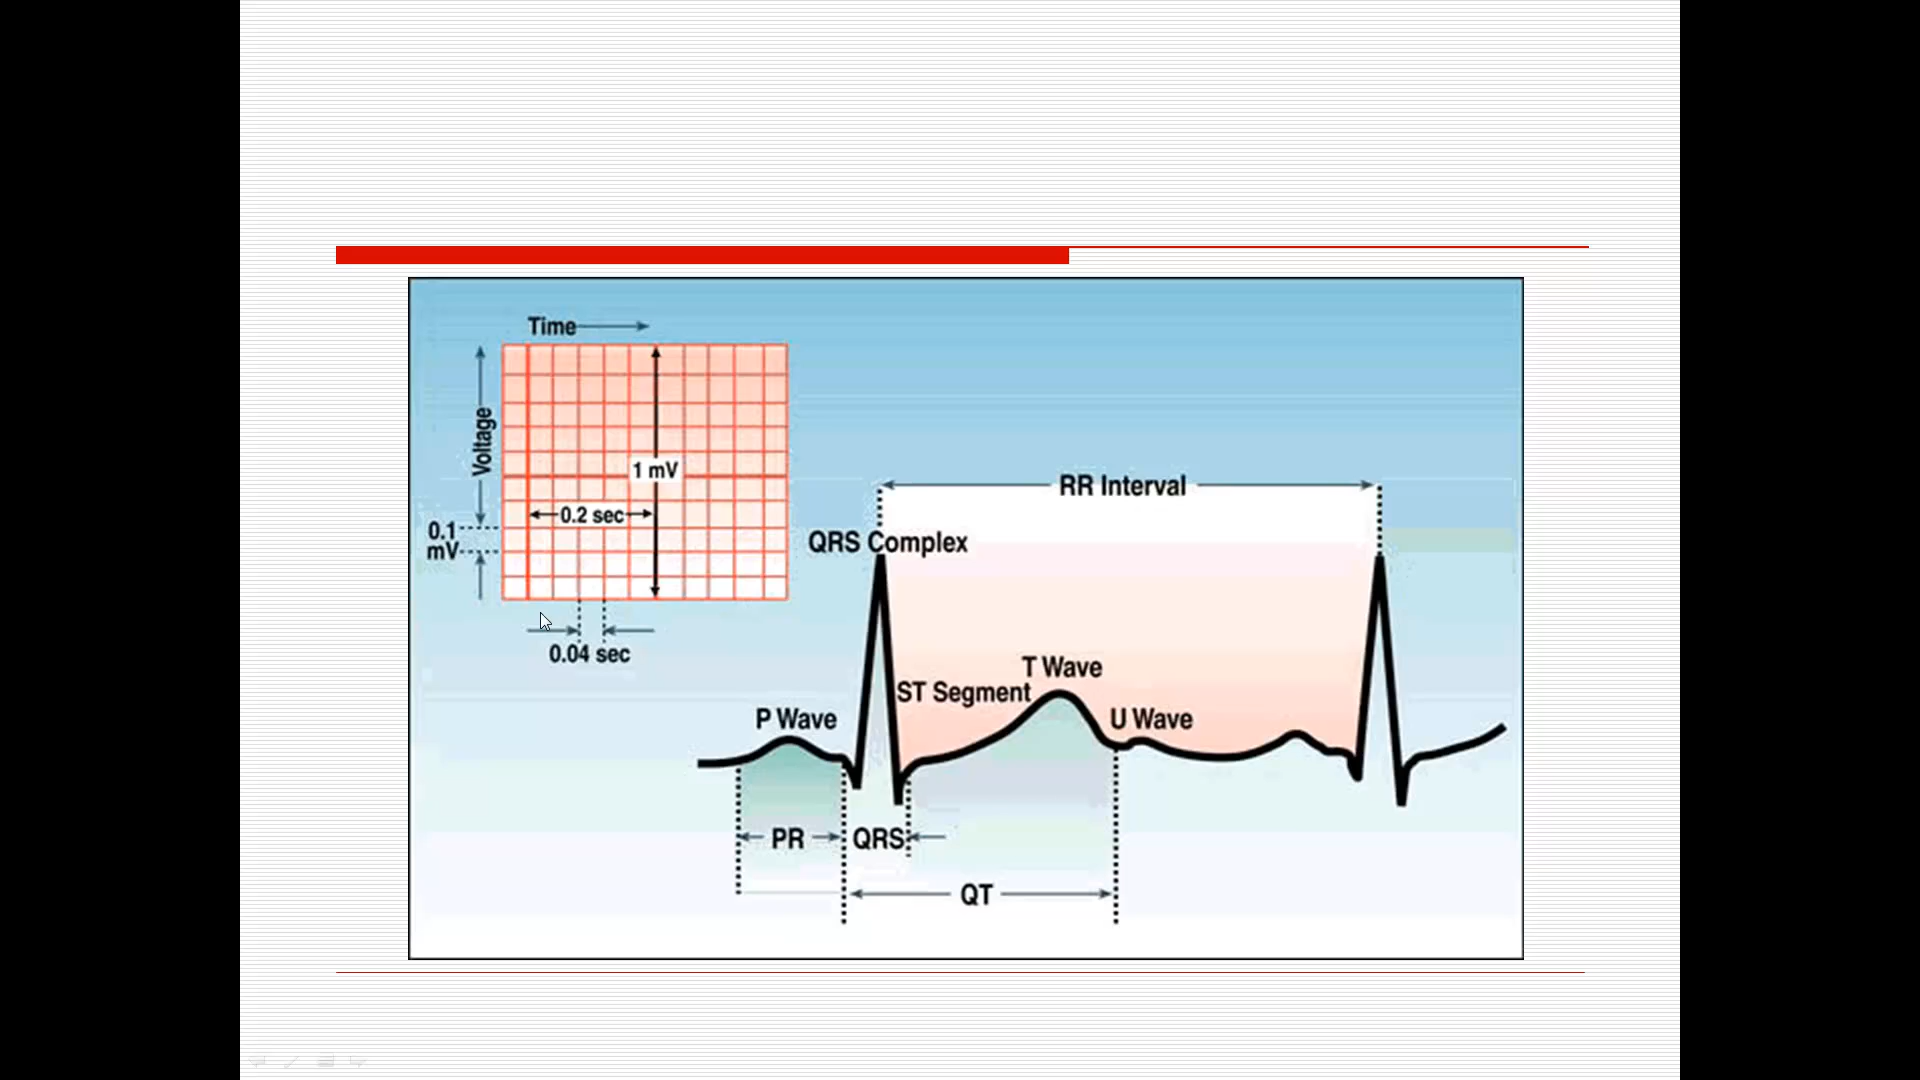 Time
Voltage
1 mV
0.2 sec
0.1
mV
0.04 sec
RR Interval
QRS Complex
T Wave
ST Segment
P Wave
U Wave
PR
QRS
QT